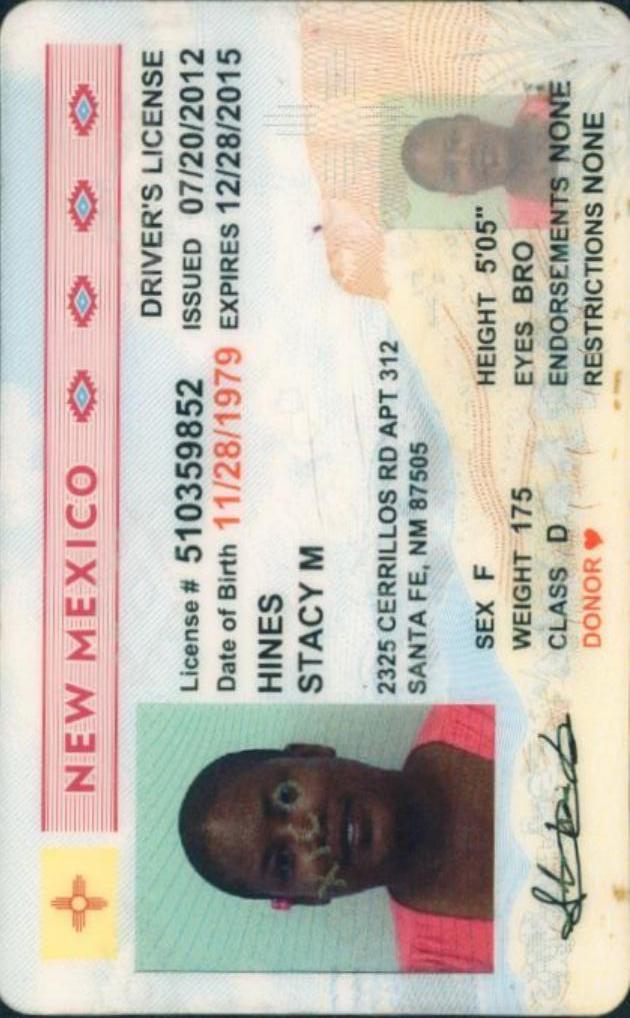 NEW MEXICO
DRIVER'S LICENSE
License # 510359852 ISSUED 07/20/2012
Date of Birth 11/28/1979 EXPIRES 12/28/2015
HINES
STACY M
2325 CERRILLOS RD APT 312
SANTA FE, NM 87505
SEX F HEIGHT 5'05"
WEIGHT 175 EYES BRO
CLASS D ENDORSEMENTS NONE
DONOR RESTRICTIONS NONE